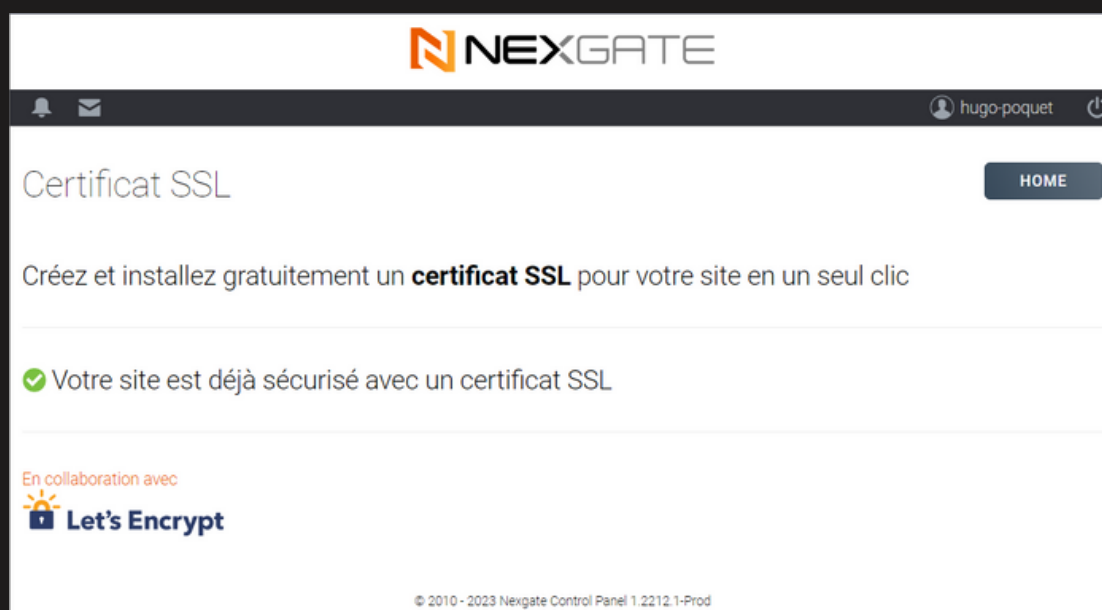 NEXGATE
hugo-poquet
Certificat SSL
HOME
Créez et installez gratuitement un certificat SSL pour votre site en un seul clic
Votre site est déjà sécurisé avec un certificat SSL
En collaboration avec
Let's Encrypt
© 2010 - 2023 Nexgate Control Panel 1.2212.1-Prod